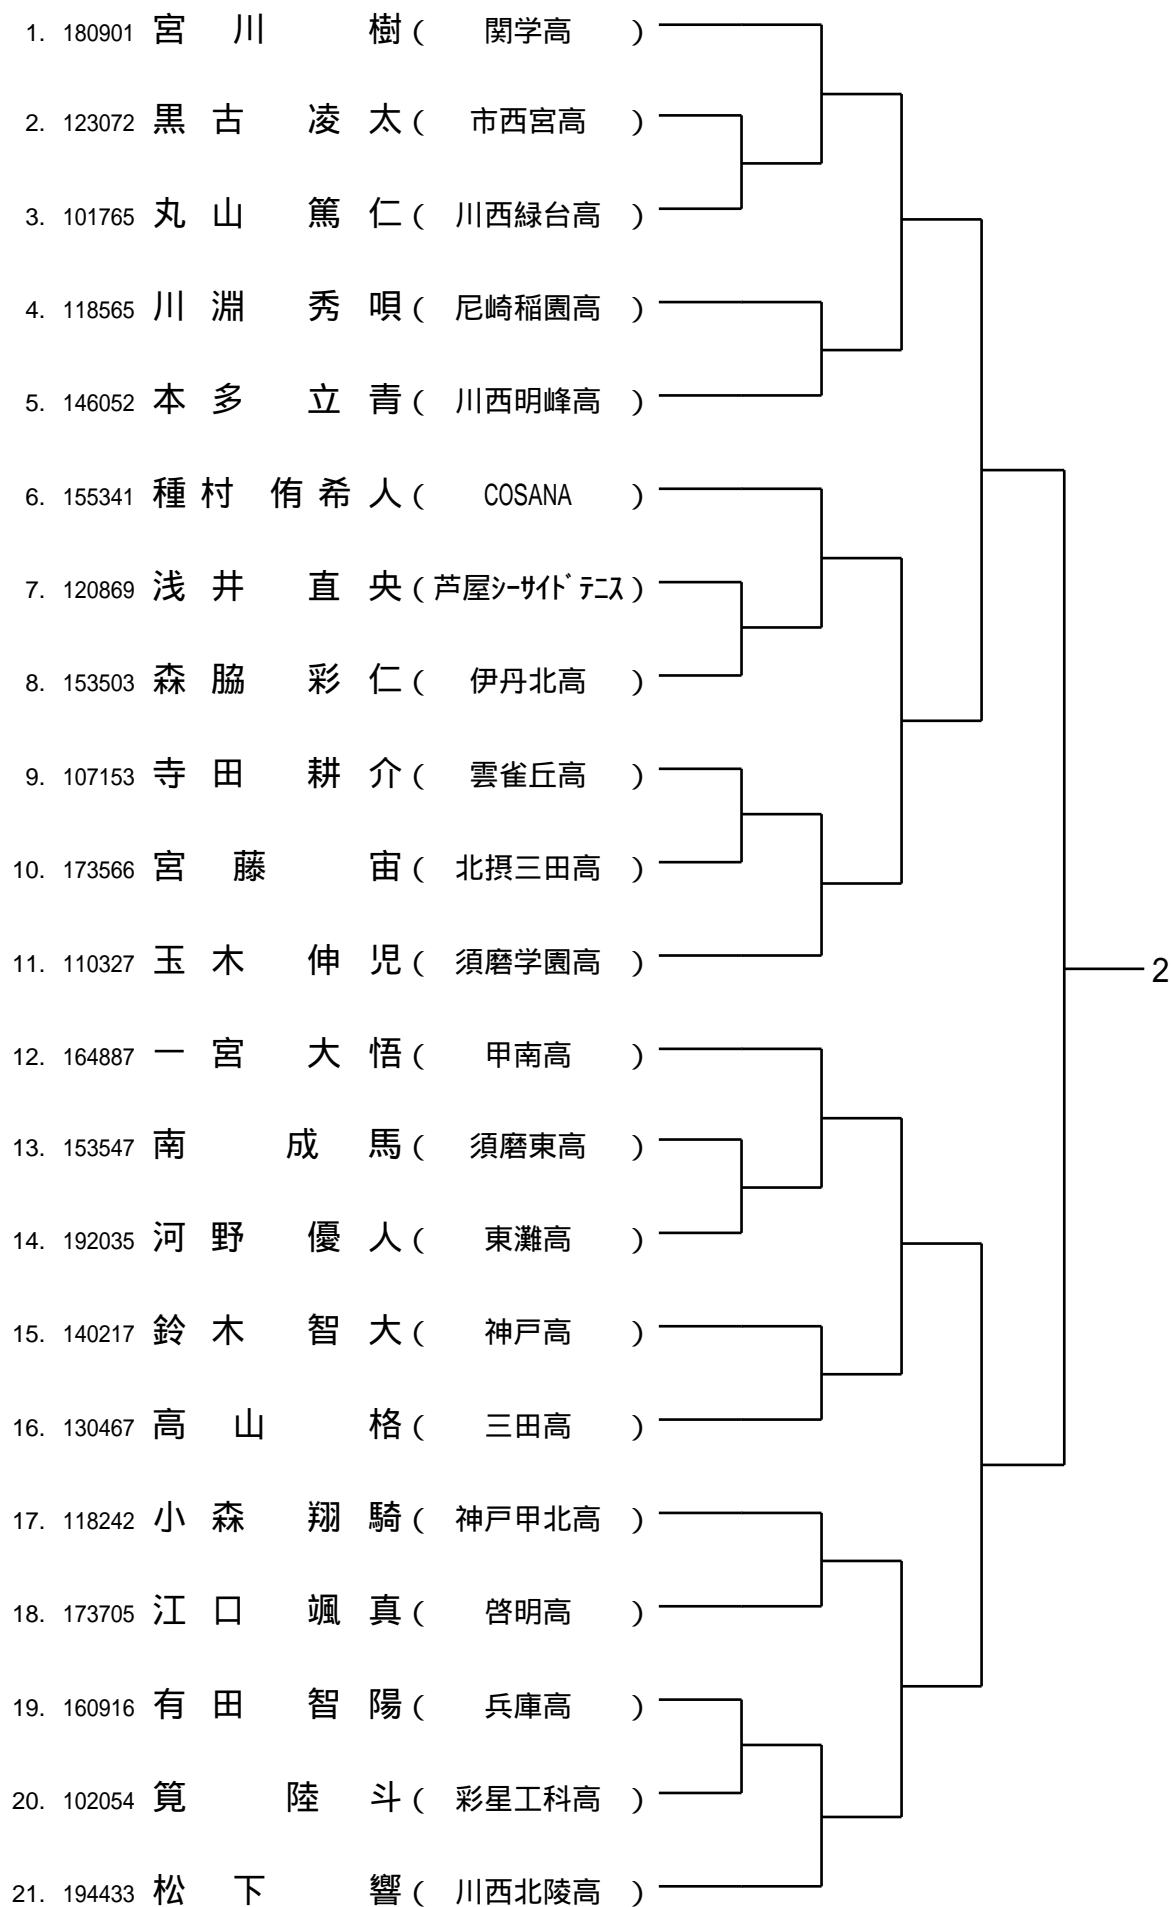 1. 180901 宮 川 樹 ( 関学高 )
2. 123072 黒 古 凌 太 ( 市西宮高 )
3. 101765 丸 山 篤 仁 ( 川西緑台高 )
4. 118565 川 淵 秀 唄 ( 尼崎稲園高 )
5. 146052 本 多 立 青 ( 川西明峰高 )
6. 155341 種 村 侑 希 人 ( COSANA )
7. 120869 浅 井 直 央 ( 芦屋ｼｰｻｲﾄﾞﾃﾆｽ )
8. 153503 森 脇 彩 仁 ( 伊丹北高 )
9. 107153 寺 田 耕 介 ( 雲雀丘高 )
10. 173566 宮 藤 宙 ( 北摂三田高 )
11. 110327 玉 木 伸 児 ( 須磨学園高 )
2
12. 164887 一 宮 大 悟 ( 甲南高 )
13. 153547 南 成 馬 ( 須磨東高 )
14. 192035 河 野 優 人 ( 東灘高 )
15. 140217 鈴 木 智 大 ( 神戸高 )
16. 130467 高 山 格 ( 三田高 )
17. 118242 小 森 翔 騎 ( 神戸甲北高 )
18. 173705 江 口 颯 真 ( 啓明高 )
19. 160916 有 田 智 陽 ( 兵庫高 )
20. 102054 筧 陸 斗 ( 彩星工科高 )
21. 194433 松 下 響 ( 川西北陵高 )